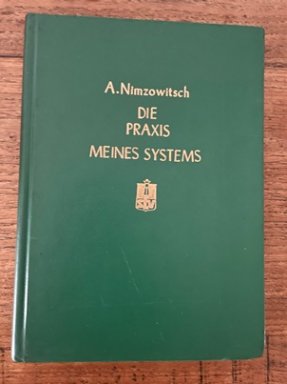 A.Nimzowitsch
DIE
PRAXIS
MEINES SYSTEMS